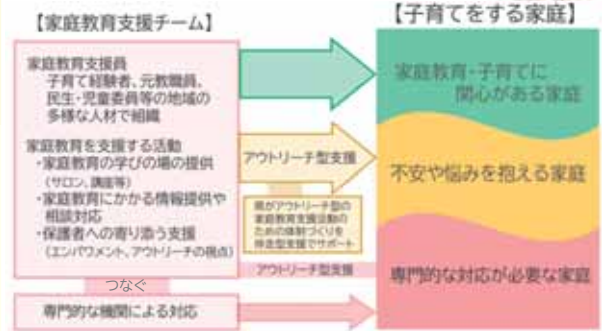 【家庭教育支援チーム】
家庭教育支援員
子育て経験者、元教職員、
民生・児童委員等の地域の
多様な人材で組織
家庭教育を支援する活動
・家庭教育の学びの場の提供
(サロン、講座等)
・家庭教育にかかる情報提供や
相談対応
・保護者への寄り添う支援
(エンパワメント、アウトリーチの視点)
つなぐ
専門的な機関による対応
アウトリーチ型支援
県がアウトリーチ型の
家庭教育支援活動の
ための体制づくりを
伴走型支援でサポート
アウトリーチ型支援
【子育てをする家庭】
家庭教育・子育てに
関心がある家庭
不安や悩みを抱える家庭
専門的な対応が必要な家庭